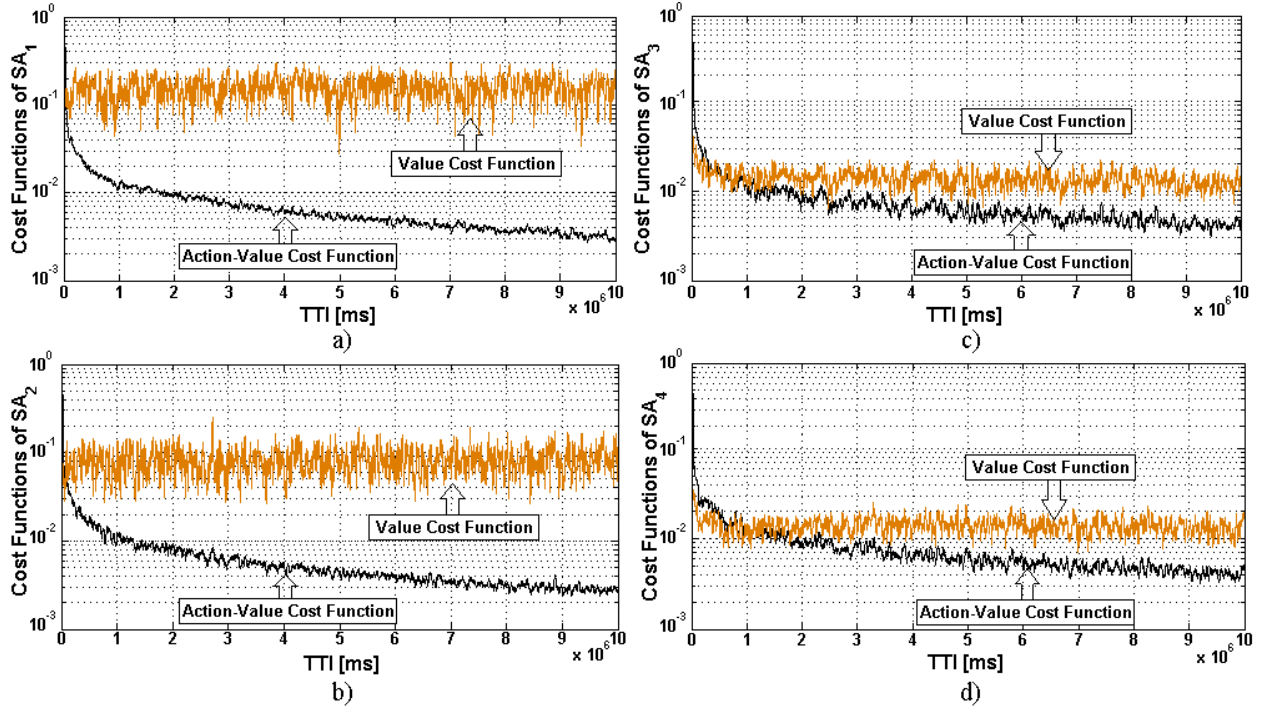 Cost Functions of SA1
10^0
10^-1
10^-2
10^-3
Value Cost Function
Action-Value Cost Function
0 1 2 3 4 5 6 7 8 9 10
TTI [ms]
x 10^6
a)
Cost Functions of SA3
10^0
10^-1
10^-2
10^-3
Value Cost Function
Action-Value Cost Function
0 1 2 3 4 5 6 7 8 9 10
TTI [ms]
x 10^6
c)
Cost Functions of SA2
10^0
10^-1
10^-2
10^-3
Value Cost Function
Action-Value Cost Function
0 1 2 3 4 5 6 7 8 9 10
TTI [ms]
x 10^6
b)
Cost Functions of SA4
10^0
10^-1
10^-2
10^-3
Value Cost Function
Action-Value Cost Function
0 1 2 3 4 5 6 7 8 9 10
TTI [ms]
x 10^6
d)